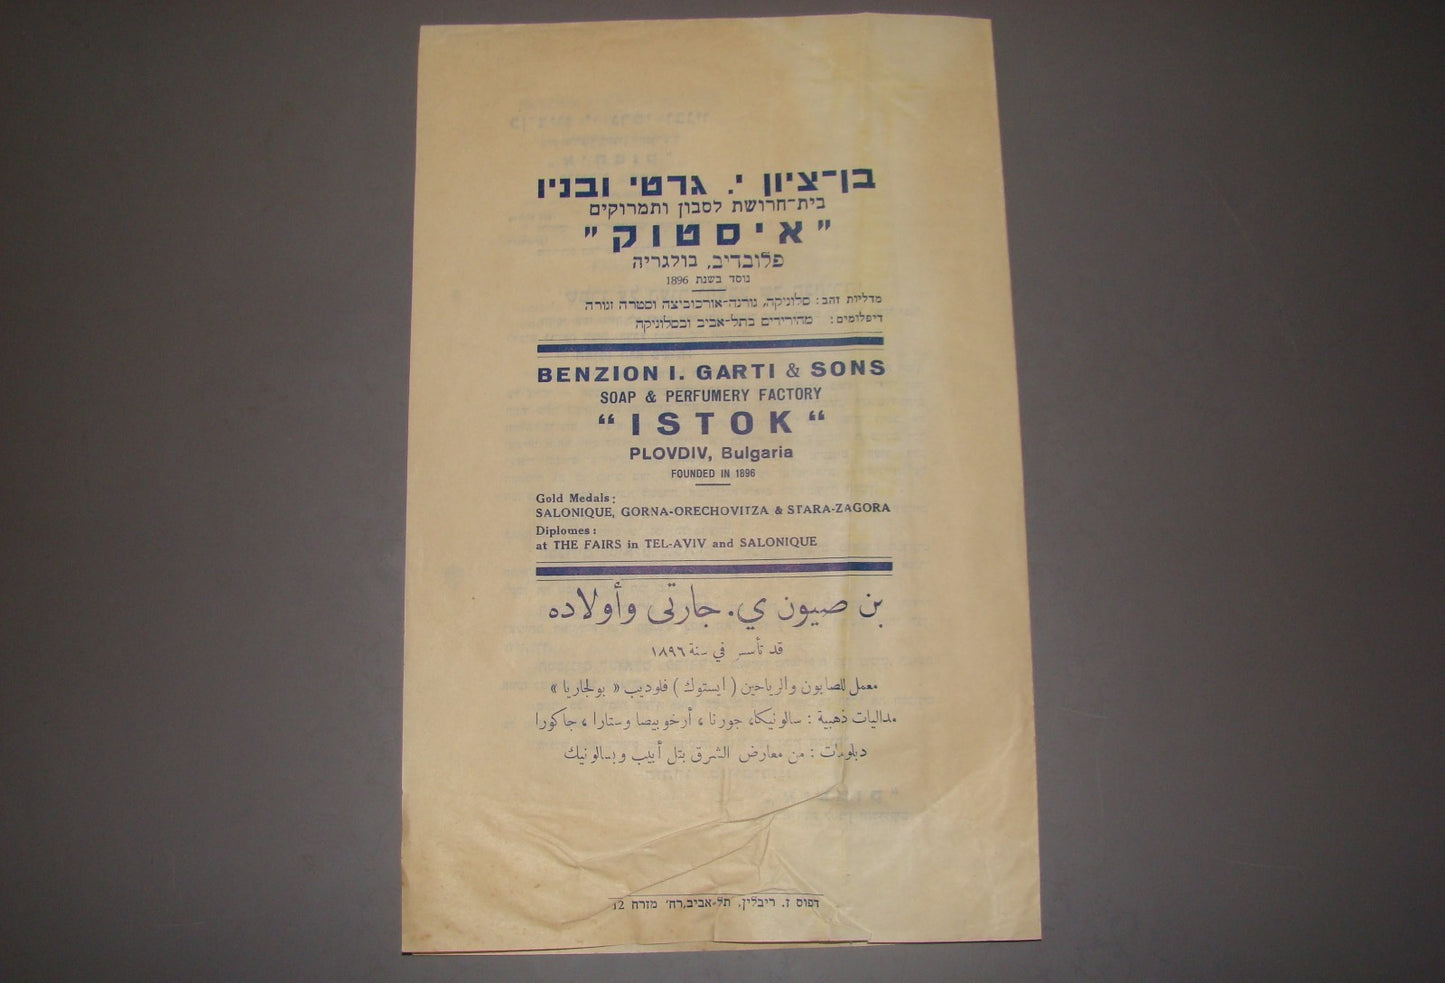 בן־ציון י. גרטי ובניו
בית־חרושת לסבון ותמרוקים
"איסטוק"
פלובדיב, בולגריה
נוסד בשנת 1896
מדליות זהב: סלוניקה, גורנה-אורכוביצה וסטרה זגורה
דיפלומים: מהירידים בתל-אביב ובסלוניקה
BENZION I. GARTI & SONS
SOAP & PERFUMERY FACTORY
“ISTOK“
PLOVDIV, Bulgaria
FOUNDED IN 1896
Gold Medals:
SALONIQUE, GORNA-ORECHOVITZA & STARA-ZAGORA
Diplomes:
at THE FAIRS in TEL-AVIV and SALONIQUE
بن صيون ي. جارتى وأولاده
قد تأسس في سنة ١٨٩٦
معمل للصابون والرياحين (ايستوك) فلوديب «بولجاريا»
مداليات ذهبية : سالونيكا، جورنا، أرخوبيصا وستارا، جاكورا
دبلومات : من معارض الشرق بتل أبيب وبسالونيك
דפוס ז. ריבלין, תל-אביב, רח' מזרח 12